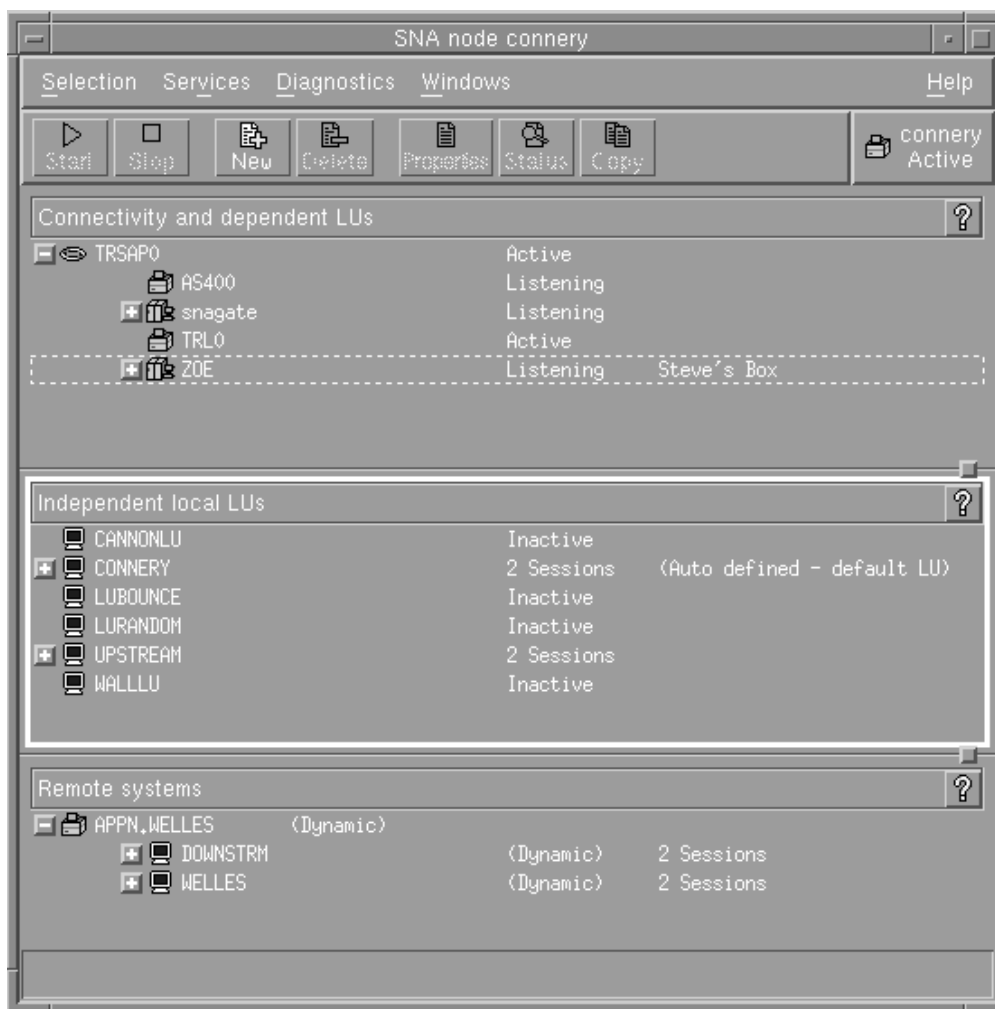 SNA node connery
Selection Services Diagnostics Windows Help
Start Stop New Delete Properties Status Copy connery Active
Connectivity and dependent LUs ?
TRSAP0 Active
AS400 Listening
snagate Listening
TRL0 Active
ZOE Listening Steve's Box
Independent local LUs ?
CANNONLU Inactive
CONNERY 2 Sessions (Auto defined - default LU)
LUBOUNCE Inactive
LURANDOM Inactive
UPSTREAM 2 Sessions
WALLLU Inactive
Remote systems ?
APPN.WELLES (Dynamic)
DOWNSTRM (Dynamic) 2 Sessions
WELLES (Dynamic) 2 Sessions